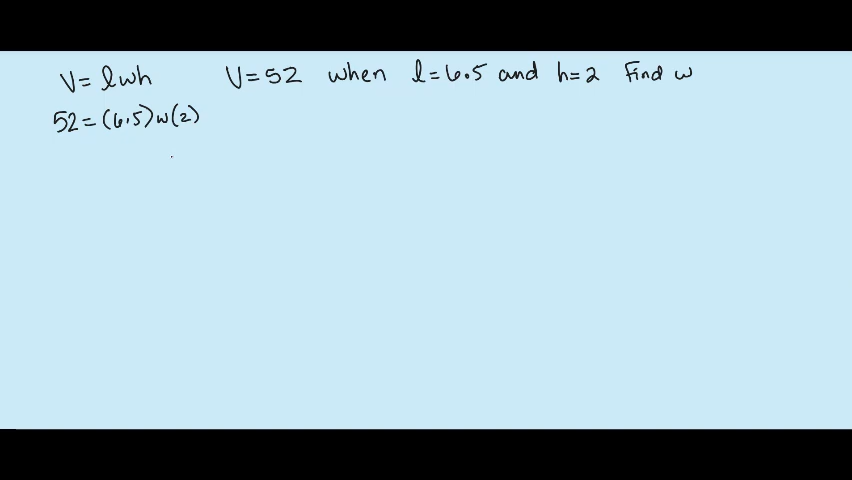 V = lwh V = 52 when l = 6.5 and h = 2 Find w
52 = (6.5)w(2)